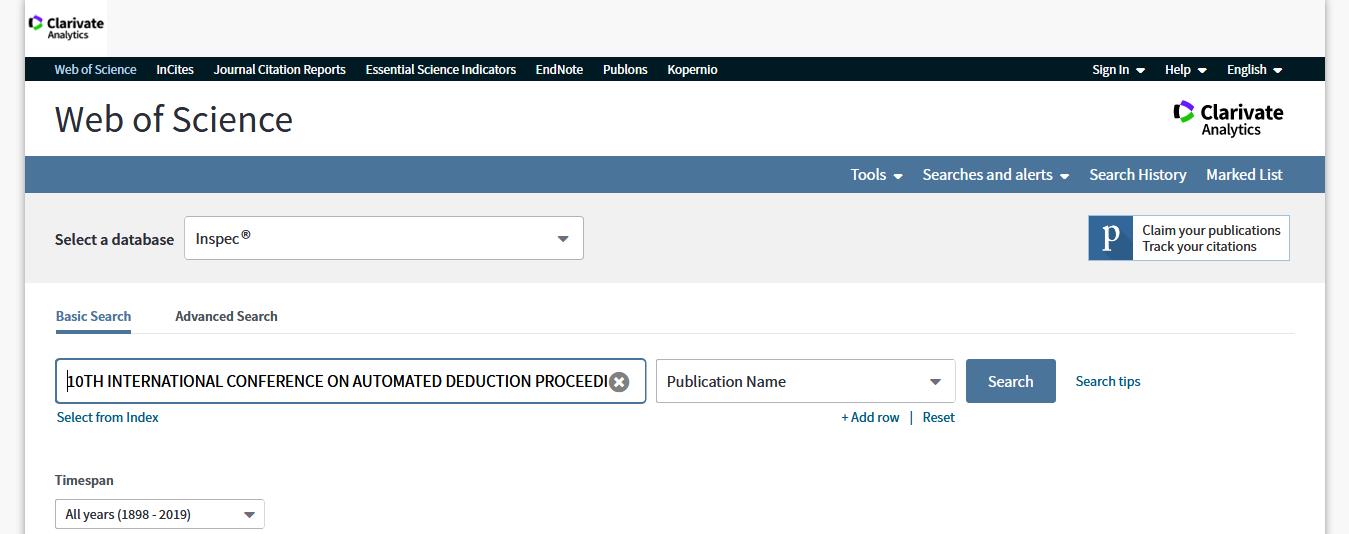 Clarivate
Analytics
Web of Science InCites Journal Citation Reports Essential Science Indicators EndNote Publons Kopernio Sign In Help English
Web of Science
Clarivate
Analytics
Tools Searches and alerts Search History Marked List
Select a database Inspec®
p Claim your publications
Track your citations
Basic Search Advanced Search
10TH INTERNATIONAL CONFERENCE ON AUTOMATED DEDUCTION PROCEEDI Publication Name Search Search tips
Select from Index + Add row | Reset
Timespan
All years (1898 - 2019)